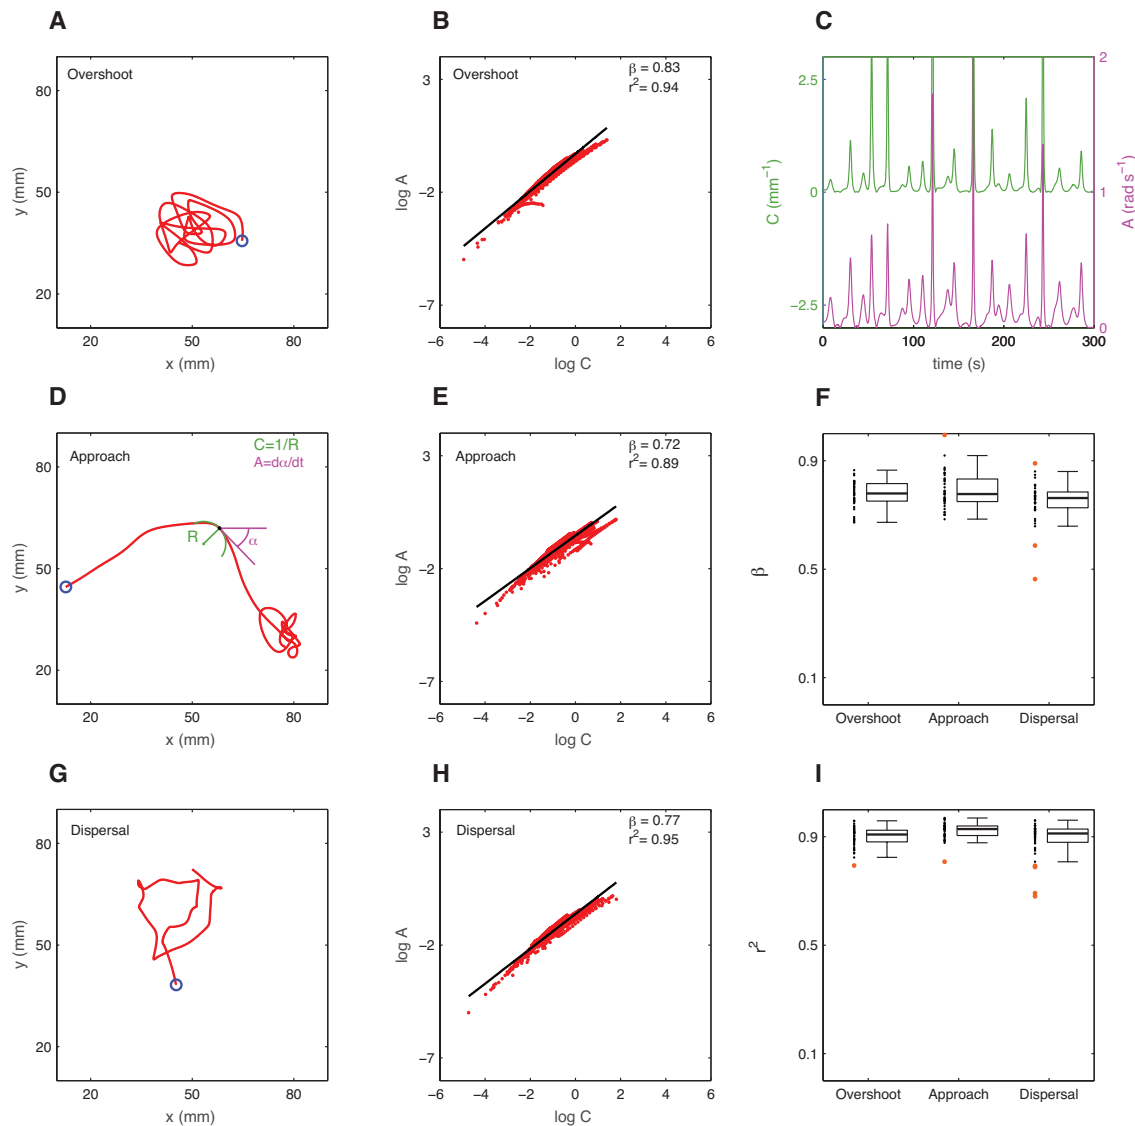 A
Overshoot
80
50
20
20
50
80
y (mm)
x (mm)
B
Overshoot
β = 0.83
r² = 0.94
3
−2
−7
−6
−4
−2
0
2
4
6
log A
log C
C
2.5
0
−2.5
2
1
0
0
100
200
300
C (mm⁻¹)
A (rad s⁻¹)
time (s)
D
Approach
C=1/R
A=dα/dt
R
α
80
50
20
20
50
80
y (mm)
x (mm)
E
Approach
β = 0.72
r² = 0.89
3
−2
−7
−6
−4
−2
0
2
4
6
log A
log C
F
0.9
0.5
0.1
β
Overshoot
Approach
Dispersal
G
Dispersal
80
50
20
20
50
80
y (mm)
x (mm)
H
Dispersal
β = 0.77
r² = 0.95
3
−2
−7
−6
−4
−2
0
2
4
6
log A
log C
I
0.9
0.5
0.1
r²
Overshoot
Approach
Dispersal